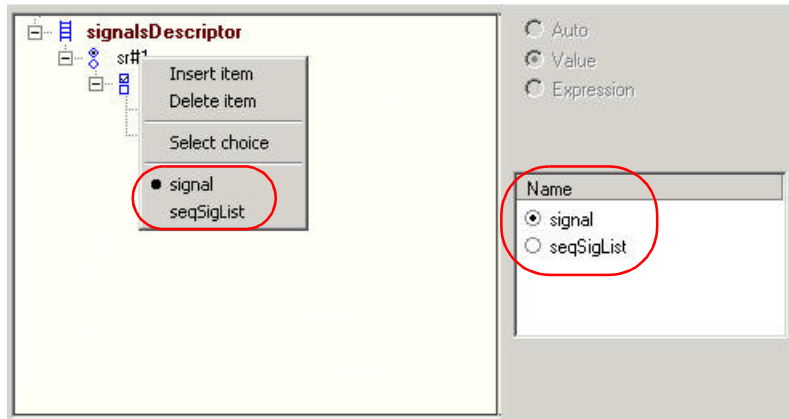 signalsDescriptor
sr#1
Insert item
Delete item
Select choice
signal
seqSigList
Auto
Value
Expression
Name
signal
seqSigList